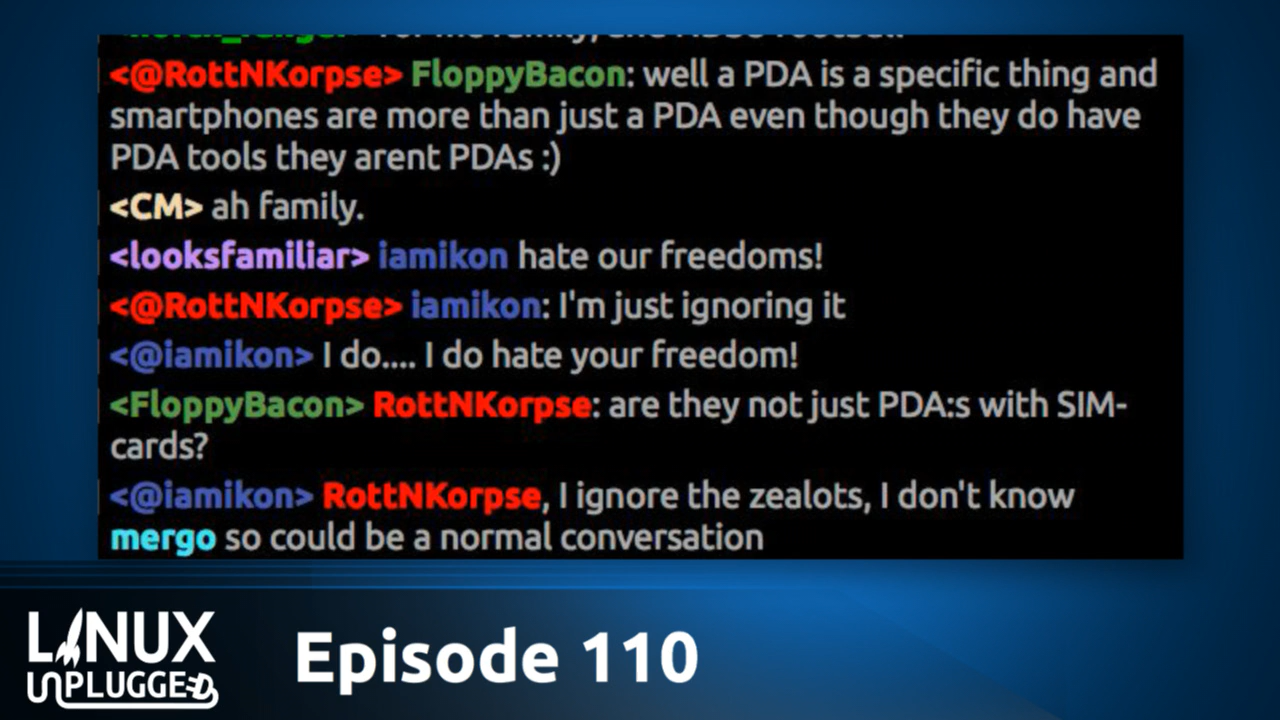 <@RottNKorpse> FloppyBacon: well a PDA is a specific thing and
smartphones are more than just a PDA even though they do have
PDA tools they arent PDAs :)
<CM> ah family.
<looksfamiliar> iamikon hate our freedoms!
<@RottNKorpse> iamikon: I'm just ignoring it
<@iamikon> I do.... I do hate your freedom!
<FloppyBacon> RottNKorpse: are they not just PDA:s with SIM-
cards?
<@iamikon> RottNKorpse, I ignore the zealots, I don't know
mergo so could be a normal conversation
LINUX
UNPLUGGED
Episode 110